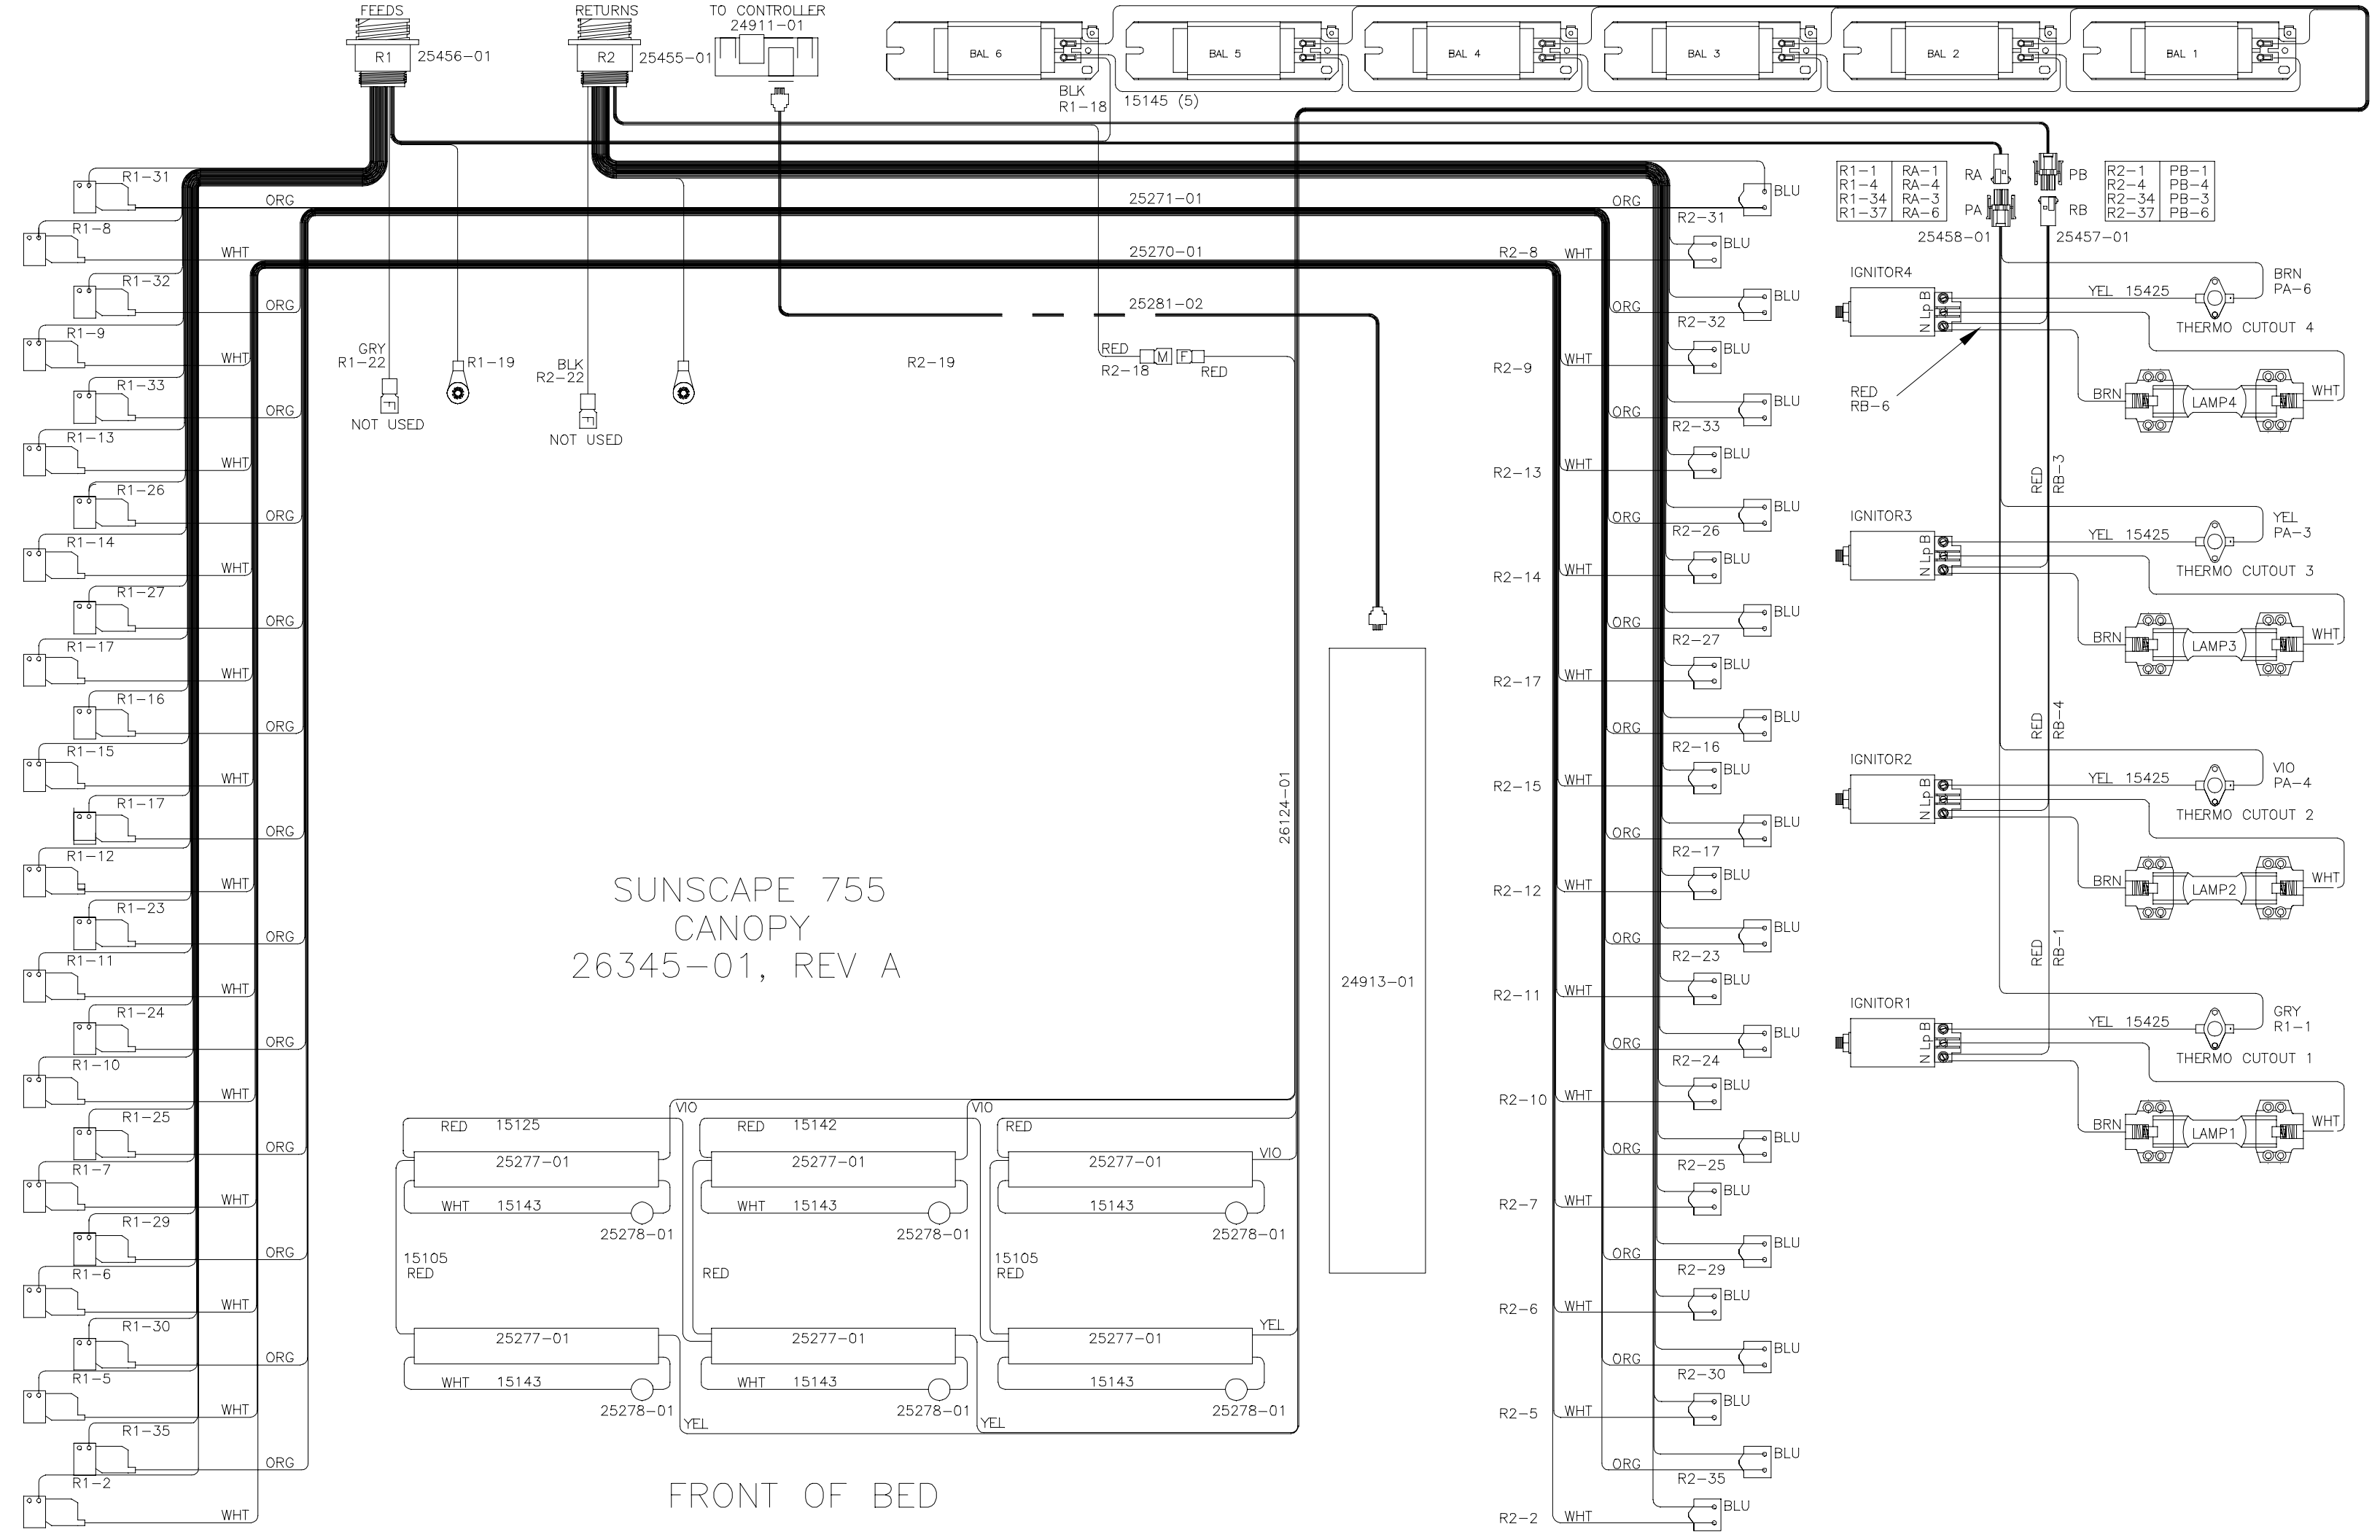 FEEDS
R1
25456-01
RETURNS
R2
25455-01
TO CONTROLLER
24911-01
BAL 6
BAL 5
BAL 4
BAL 3
BAL 2
BAL 1
BLK
R1-18
15145 (5)
R1-31
ORG
R1-8
WHT
R1-32
ORG
R1-9
WHT
R1-33
ORG
R1-13
WHT
R1-26
ORG
R1-14
WHT
R1-27
ORG
R1-17
WHT
R1-16
ORG
R1-15
WHT
R1-17
ORG
R1-12
WHT
R1-23
ORG
R1-11
WHT
R1-24
ORG
R1-10
WHT
R1-25
ORG
R1-7
WHT
R1-29
ORG
R1-6
WHT
R1-30
ORG
R1-5
WHT
R1-35
ORG
R1-2
WHT
GRY
R1-22
F
NOT USED
R1-19
BLK
R2-22
F
NOT USED
R2-19
25271-01
25270-01
25281-02
RED
R2-18
M
F
RED
26124-01
24913-01
SUNSCAPE 755
CANOPY
26345-01, REV A
VIO
VIO
RED 15125
RED 15142
RED
25277-01
25277-01
25277-01
VIO
WHT 15143
WHT 15143
15143
25278-01
25278-01
25278-01
15105
RED
RED
15105
RED
YEL
25277-01
25277-01
25277-01
WHT 15143
WHT 15143
15143
25278-01
25278-01
25278-01
YEL
YEL
FRONT OF BED
ORG
R2-31
BLU
R2-8 WHT
BLU
ORG
R2-32
BLU
R2-9
WHT
BLU
ORG
R2-33
BLU
R2-13
WHT
BLU
ORG
R2-26
BLU
R2-14
WHT
BLU
ORG
R2-27
BLU
R2-17
WHT
BLU
ORG
R2-16
BLU
R2-15
WHT
BLU
ORG
R2-17
BLU
R2-12
WHT
BLU
ORG
R2-23
BLU
R2-11
WHT
BLU
ORG
R2-24
BLU
R2-10
WHT
BLU
ORG
R2-25
BLU
R2-7
WHT
BLU
ORG
R2-29
BLU
R2-6
WHT
BLU
ORG
R2-30
BLU
R2-5
WHT
BLU
ORG
R2-35
BLU
R2-2
WHT
BLU
R1-1 RA-1
R1-4 RA-4
R1-34 RA-3
R1-37 RA-6
RA
PB
PA
RB
R2-1 PB-1
R2-4 PB-4
R2-34 PB-3
R2-37 PB-6
25458-01
25457-01
IGNITOR4
N Lp B
YEL 15425
BRN
PA-6
THERMO CUTOUT 4
RED
RB-6
BRN
LAMP4
WHT
RED
RB-3
IGNITOR3
N Lp B
YEL 15425
YEL
PA-3
THERMO CUTOUT 3
BRN
LAMP3
WHT
RED
RB-4
IGNITOR2
N Lp B
YEL 15425
VIO
PA-4
THERMO CUTOUT 2
BRN
LAMP2
WHT
RED
RB-1
IGNITOR1
N Lp B
YEL 15425
GRY
R1-1
THERMO CUTOUT 1
BRN
LAMP1
WHT